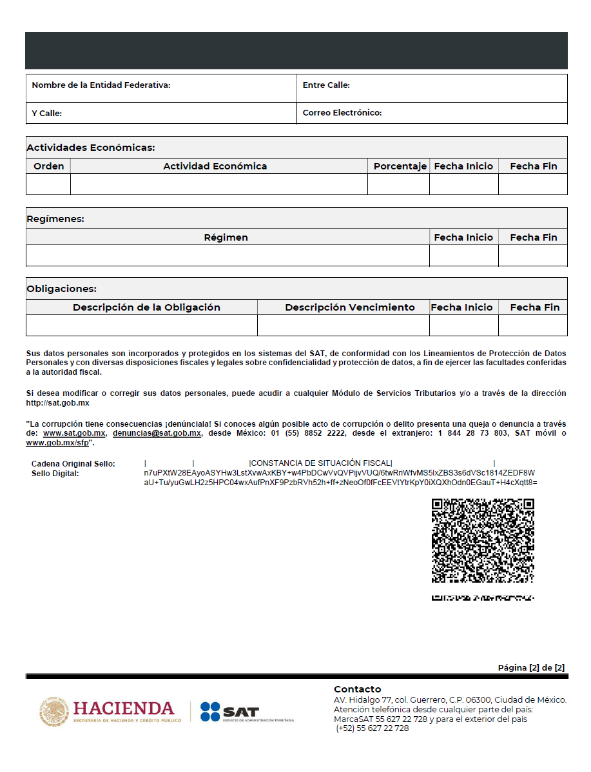 Nombre de la Entidad Federativa: Entre Calle:
Y Calle: Correo Electrónico:
Actividades Económicas:
Orden Actividad Económica Porcentaje Fecha Inicio Fecha Fin
Regímenes:
Régimen Fecha Inicio Fecha Fin
Obligaciones:
Descripción de la Obligación Descripción Vencimiento Fecha Inicio Fecha Fin
Sus datos personales son incorporados y protegidos en los sistemas del SAT, de conformidad con los Lineamientos de Protección de Datos
Personales y con diversas disposiciones fiscales y legales sobre confidencialidad y protección de datos, a fin de ejercer las facultades conferidas
a la autoridad fiscal.
Si desea modificar o corregir sus datos personales, puede acudir a cualquier Módulo de Servicios Tributarios y/o a través de la dirección
http://sat.gob.mx
"La corrupción tiene consecuencias ¡denúnciala! Si conoces algún posible acto de corrupción o delito presenta una queja o denuncia a través
de: www.sat.gob.mx, denuncias@sat.gob.mx, desde México: 01 (55) 8852 2222, desde el extranjero: 1 844 28 73 803, SAT móvil o
www.gob.mx/sfp".
Cadena Original Sello: | | |CONSTANCIA DE SITUACIÓN FISCAL| |
Sello Digital:
Página [2] de [2]
HACIENDA
SECRETARÍA DE HACIENDA Y CRÉDITO PÚBLICO
SAT
SERVICIO DE ADMINISTRACIÓN TRIBUTARIA
Contacto
AV. Hidalgo 77, col. Guerrero, C.P. 06300, Ciudad de México.
Atención telefónica desde cualquier parte del país:
MarcaSAT 55 627 22 728 y para el exterior del país
(+52) 55 627 22 728